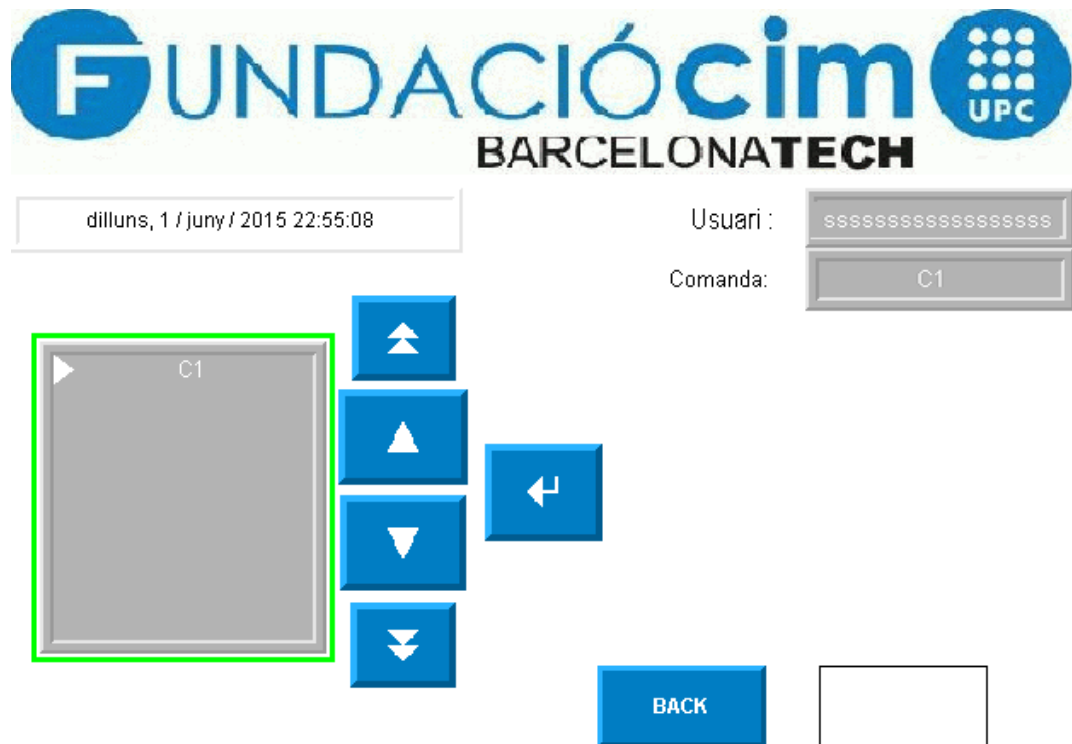 FUNDACIÓcim UPC
BARCELONATECH
dilluns, 1 / juny / 2015 22:55:08
Usuari :
ssssssssssssssssss
Comanda:
C1
C1
BACK